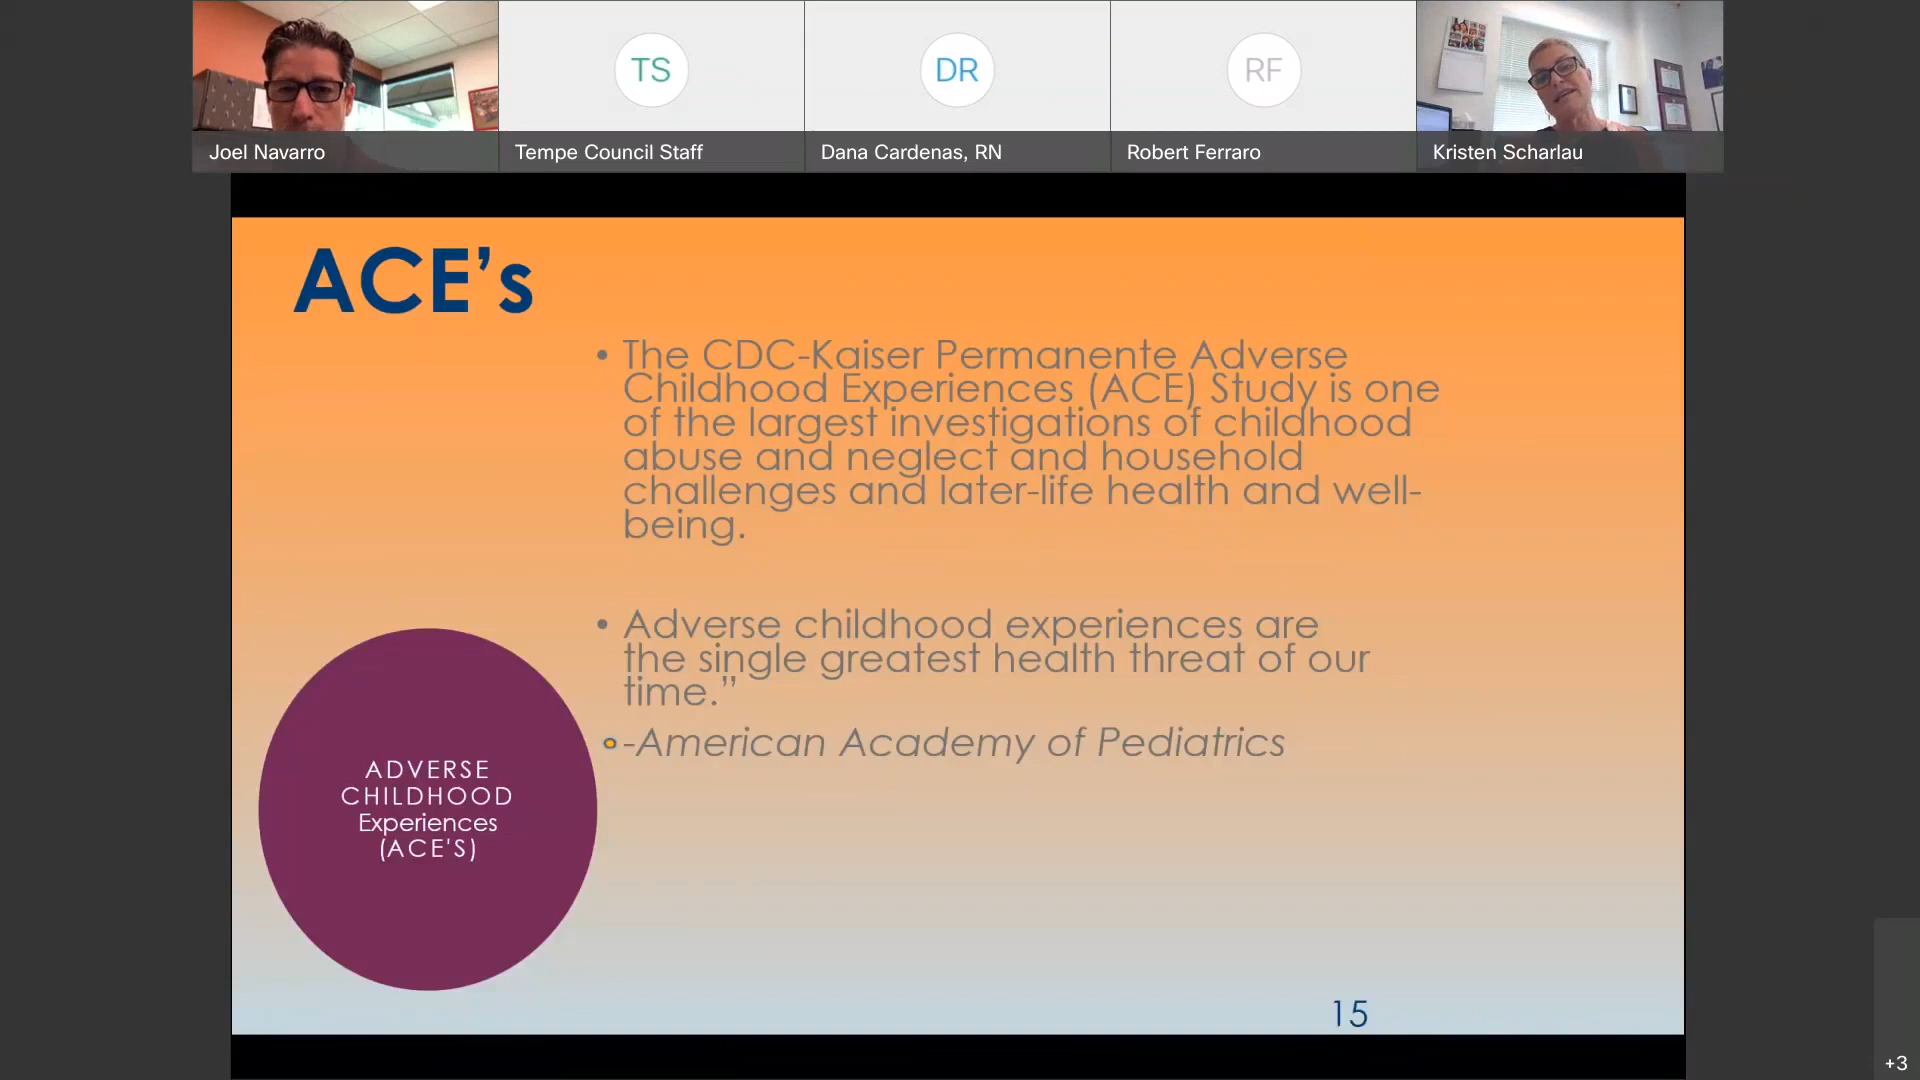 TS
DR
RF
Joel Navarro
Tempe Council Staff
Dana Cardenas, RN
Robert Ferraro
Kristen Scharlau
ACE’s
• The CDC-Kaiser Permanente Adverse
Childhood Experiences (ACE) Study is one
of the largest investigations of childhood
abuse and neglect and household
challenges and later-life health and well-
being.
• Adverse childhood experiences are
the single greatest health threat of our
time.”
-American Academy of Pediatrics
ADVERSE
CHILDHOOD
Experiences
(ACE'S)
15
+3